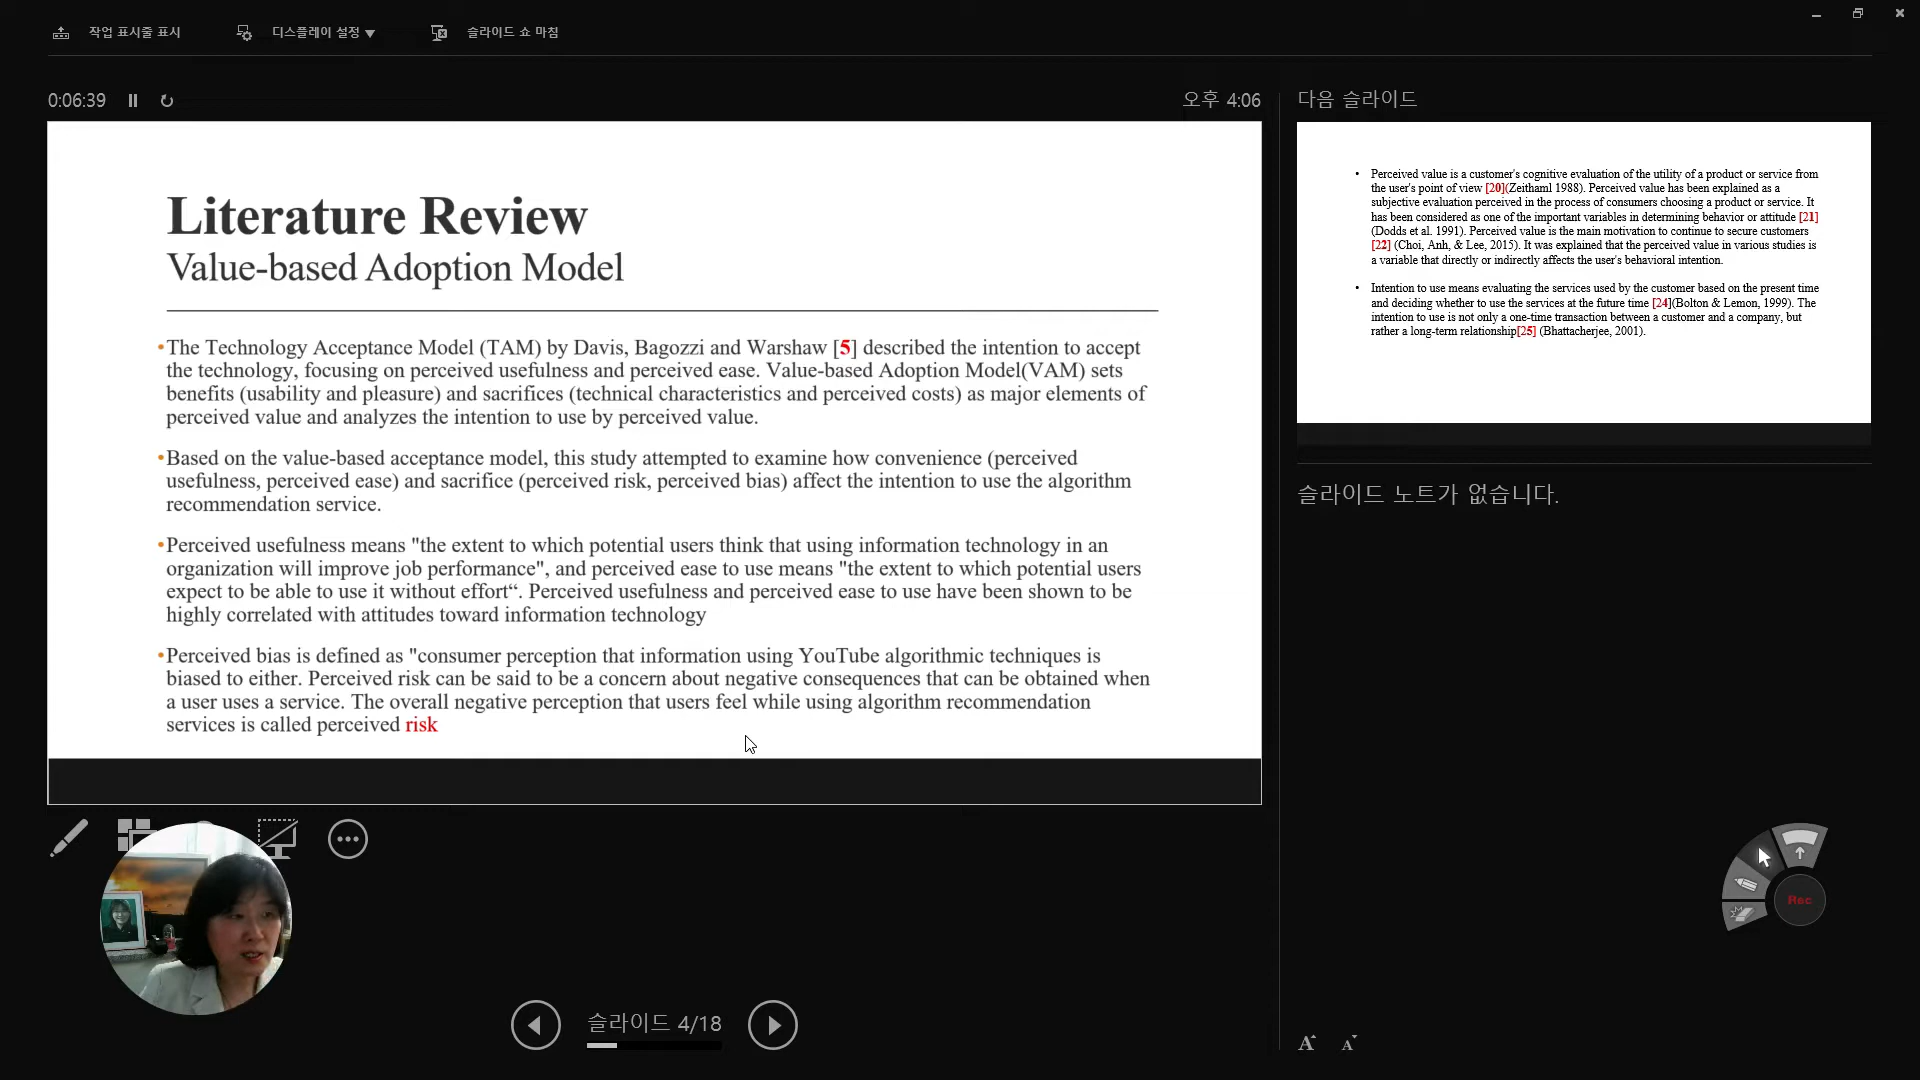 작업 표시줄 표시
디스플레이 설정 ▼
슬라이드 쇼 마침
0:06:39
오후 4:06
다음 슬라이드
Literature Review
Value-based Adoption Model
•The Technology Acceptance Model (TAM) by Davis, Bagozzi and Warshaw [5] described the intention to accept
the technology, focusing on perceived usefulness and perceived ease. Value-based Adoption Model(VAM) sets
benefits (usability and pleasure) and sacrifices (technical characteristics and perceived costs) as major elements of
perceived value and analyzes the intention to use by perceived value.
•Based on the value-based acceptance model, this study attempted to examine how convenience (perceived
usefulness, perceived ease) and sacrifice (perceived risk, perceived bias) affect the intention to use the algorithm
recommendation service.
•Perceived usefulness means "the extent to which potential users think that using information technology in an
organization will improve job performance", and perceived ease to use means "the extent to which potential users
expect to be able to use it without effort“. Perceived usefulness and perceived ease to use have been shown to be
highly correlated with attitudes toward information technology
•Perceived bias is defined as "consumer perception that information using YouTube algorithmic techniques is
biased to either. Perceived risk can be said to be a concern about negative consequences that can be obtained when
a user uses a service. The overall negative perception that users feel while using algorithm recommendation
services is called perceived risk
• Perceived value is a customer's cognitive evaluation of the utility of a product or service from
the user's point of view [20](Zeithaml 1988). Perceived value has been explained as a
subjective evaluation perceived in the process of consumers choosing a product or service. It
has been considered as one of the important variables in determining behavior or attitude [21]
(Dodds et al. 1991). Perceived value is the main motivation to continue to secure customers
[22] (Choi, Anh, & Lee, 2015). It was explained that the perceived value in various studies is
a variable that directly or indirectly affects the user's behavioral intention.
• Intention to use means evaluating the services used by the customer based on the present time
and deciding whether to use the services at the future time [24](Bolton & Lemon, 1999). The
intention to use is not only a one-time transaction between a customer and a company, but
rather a long-term relationship[25] (Bhattacherjee, 2001).
슬라이드 노트가 없습니다.
Rec
슬라이드 4/18
A A